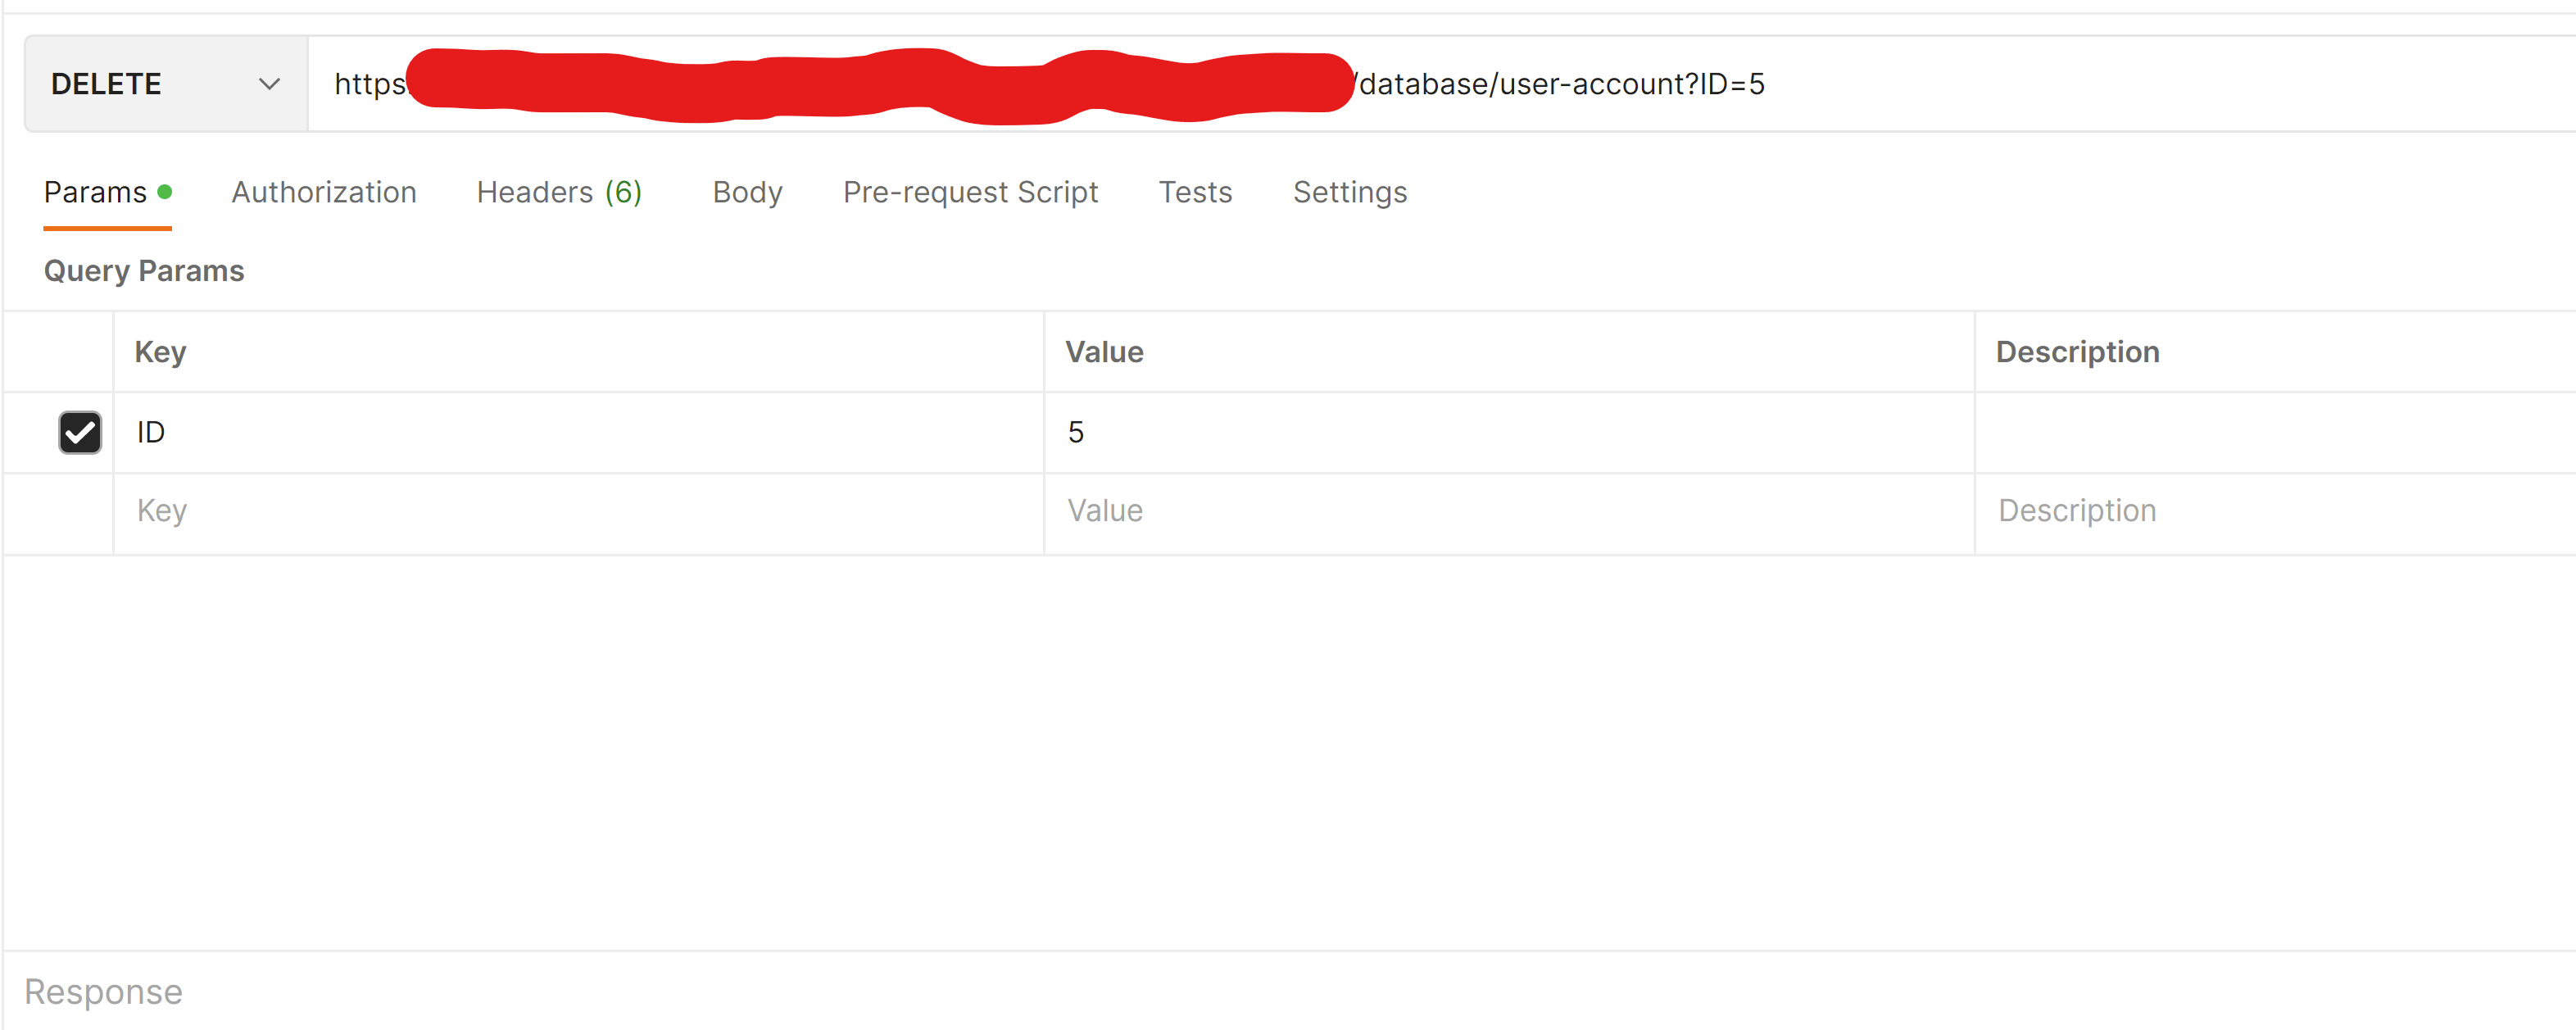 DELETE https: /database/user-account?ID=5
Params Authorization Headers (6) Body Pre-request Script Tests Settings
Query Params
Key Value Description
ID 5
Key Value Description
Response